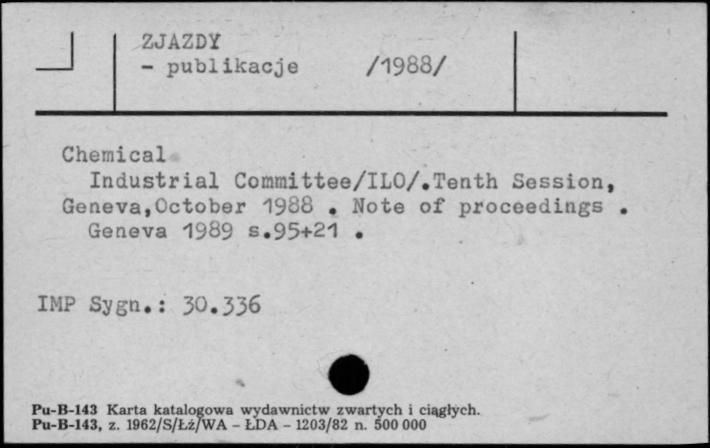 ZJAZDY
- publikacje /1988/
Chemical
Industrial Committee/ILO/.Tenth Session,
Geneva,October 1988 . Note of proceedings .
Geneva 1989 s.95+21 .
IMP Sygn.: 30.336
Pu-B-143 Karta katalogowa wydawnictw zwartych i ciągłych.
Pu-B-143, z. 1962/S/Łź/WA - ŁDA - 1203/82 n. 500 000